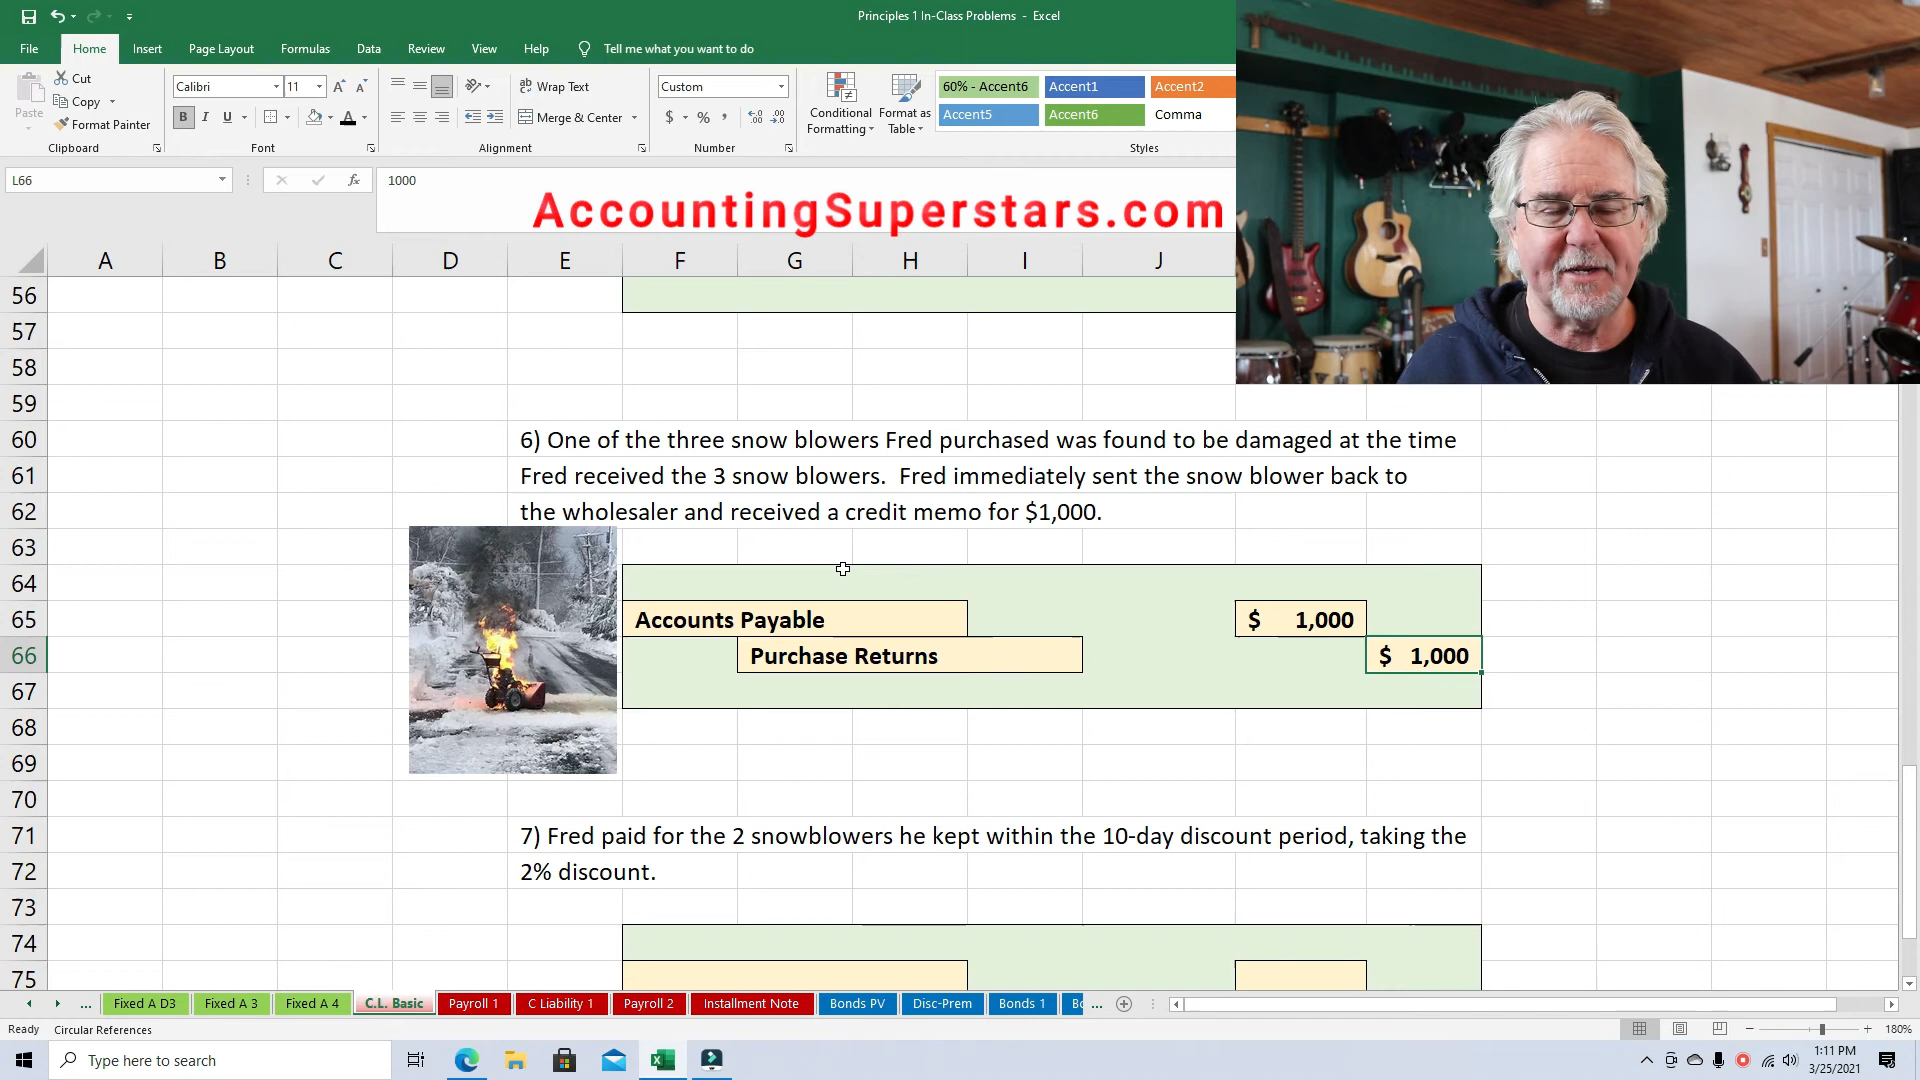 Principles 1 In-Class Problems - Excel
File Home Insert Page Layout Formulas Data Review View Help Tell me what you want to do
Paste
Cut
Copy
Format Painter
Clipboard
Calibri 11 A A
B I U A
Font
ab Wrap Text
Merge & Center
Alignment
Custom
$ % , .00
Number
Conditional Formatting
Format as Table
60% - Accent6 Accent1 Accent2
Accent5 Accent6 Comma
Styles
L66 fx 1000
AccountingSuperstars.com
A B C D E F G H I J
56
57
58
59
60 6) One of the three snow blowers Fred purchased was found to be damaged at the time
61 Fred received the 3 snow blowers. Fred immediately sent the snow blower back to
62 the wholesaler and received a credit memo for $1,000.
63
64
65 Accounts Payable $ 1,000
66 Purchase Returns $ 1,000
67
68
69
70
71 7) Fred paid for the 2 snowblowers he kept within the 10-day discount period, taking the
72 2% discount.
73
74
75
... Fixed A D3 Fixed A 3 Fixed A 4 C.L. Basic Payroll 1 C Liability 1 Payroll 2 Installment Note Bonds PV Disc-Prem Bonds 1 Bo ...
Ready Circular References 180%
Type here to search
1:11 PM
3/25/2021